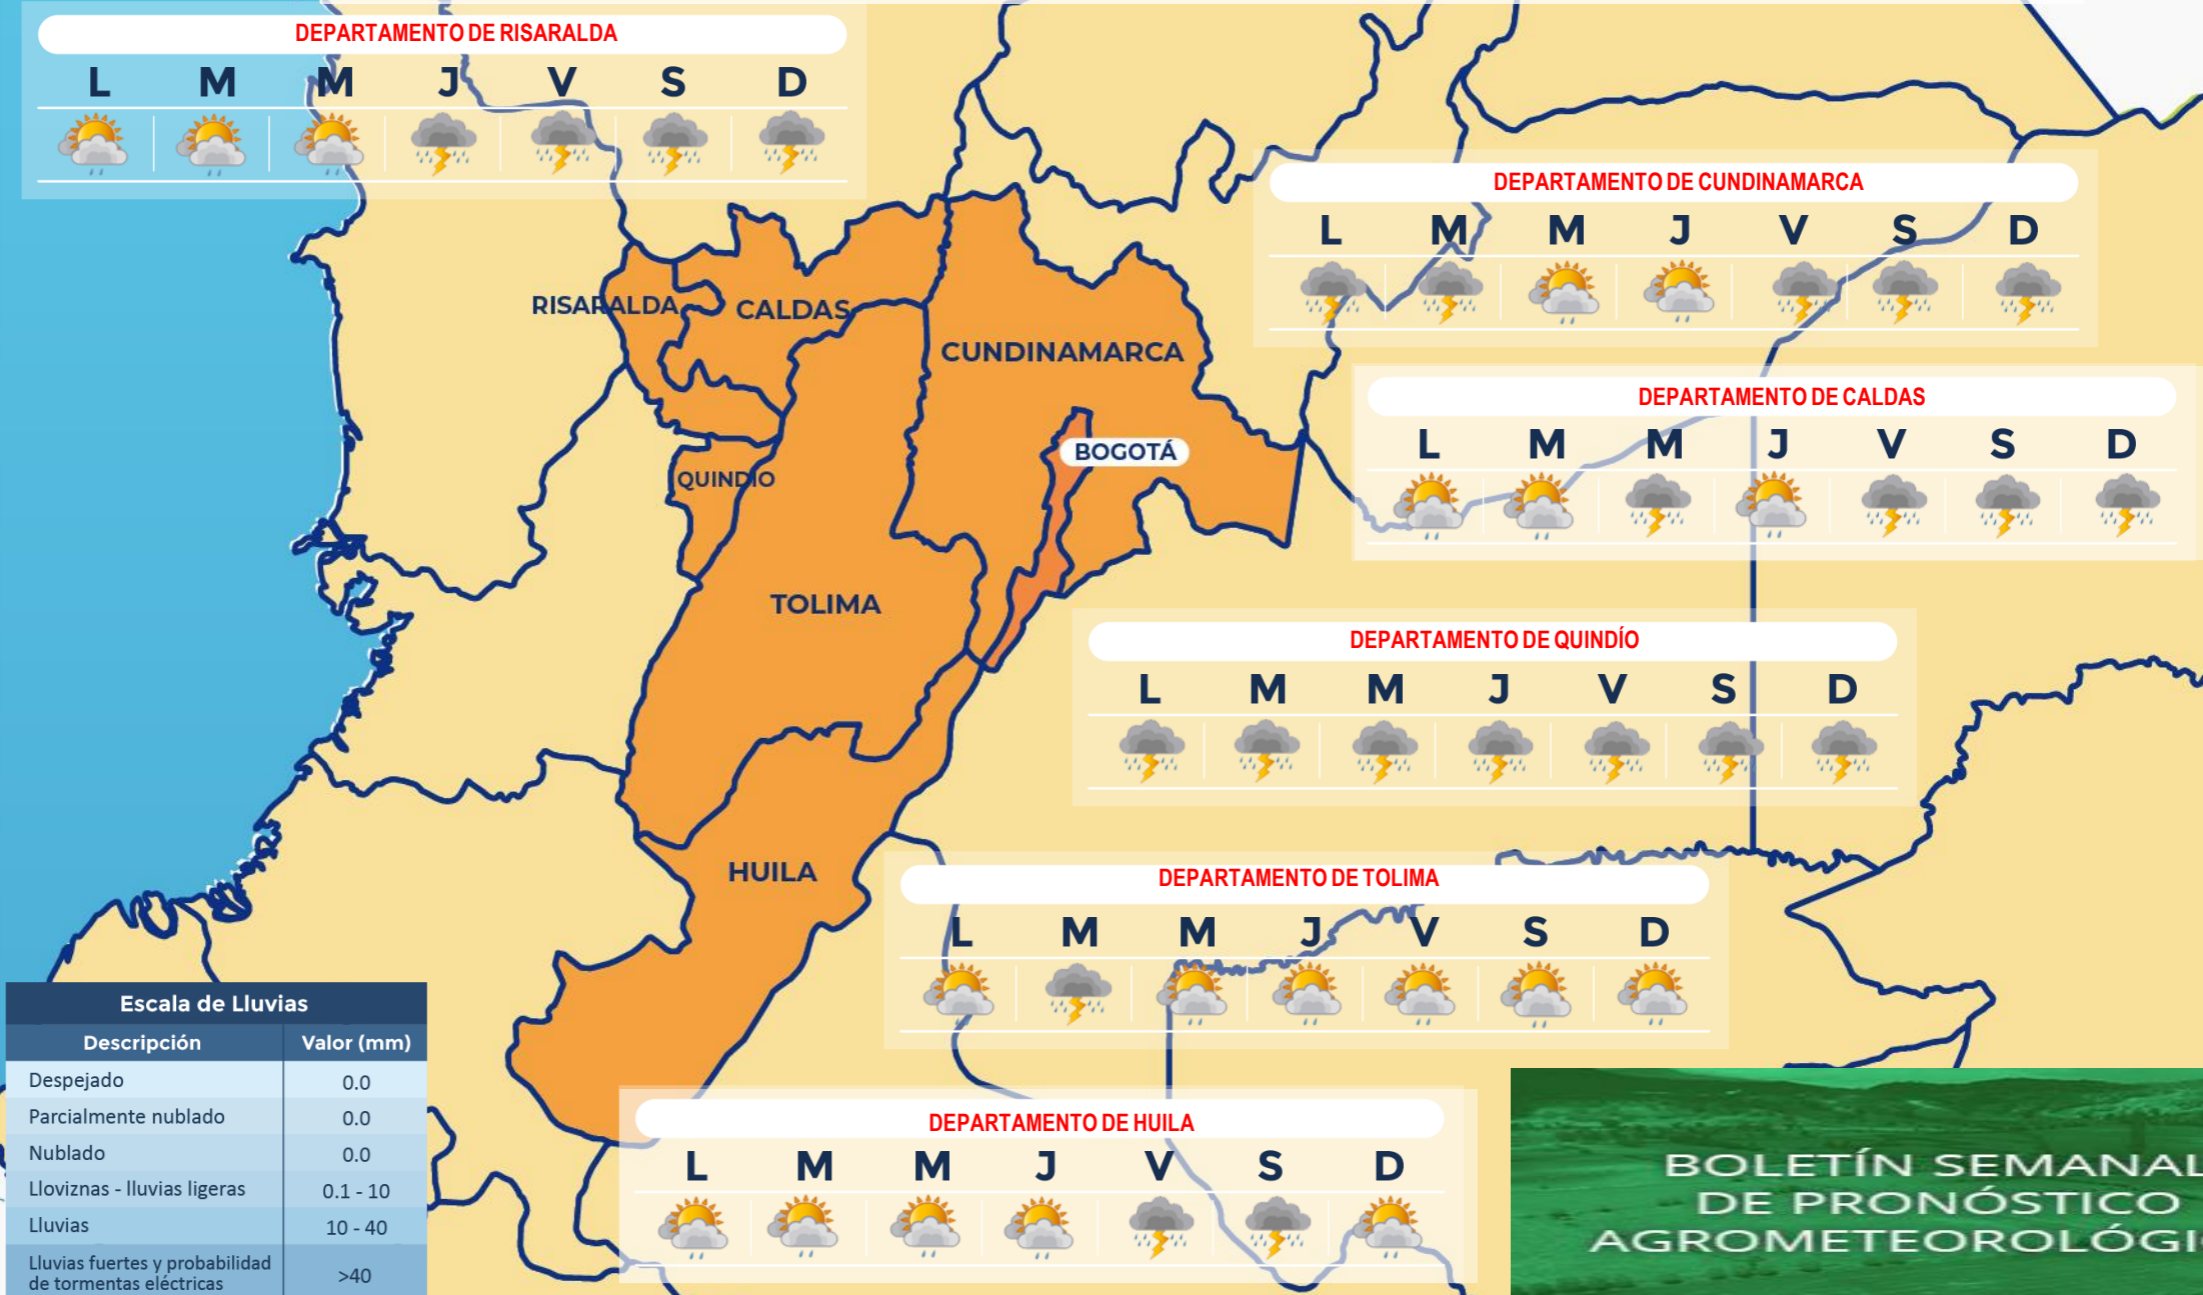 DEPARTAMENTO DE RISARALDA
L M M J V S D
DEPARTAMENTO DE CUNDINAMARCA
L M M J V S D
RISARALDA
CALDAS
CUNDINAMARCA
DEPARTAMENTO DE CALDAS
L M M J V S D
BOGOTÁ
QUINDIO
TOLIMA
DEPARTAMENTO DE QUINDÍO
L M M J V S D
HUILA
DEPARTAMENTO DE TOLIMA
L M M J V S D
Escala de Lluvias
Descripción Valor (mm)
Despejado 0.0
Parcialmente nublado 0.0
Nublado 0.0
Lloviznas - lluvias ligeras 0.1 - 10
Lluvias 10 - 40
Lluvias fuertes y probabilidad
de tormentas eléctricas >40
DEPARTAMENTO DE HUILA
L M M J V S D
BOLETÍN SEMANAL
DE PRONÓSTICO
AGROMETEOROLÓGI